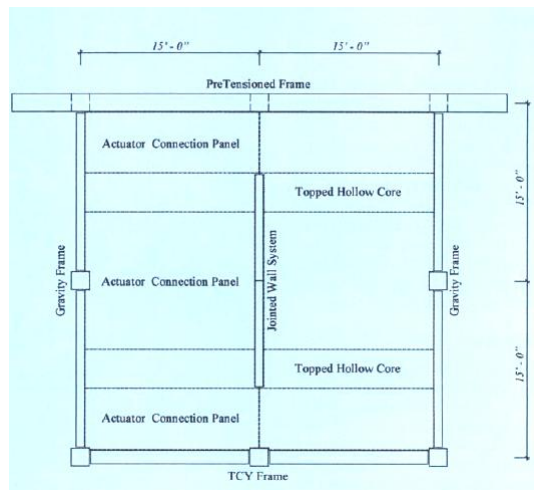 15'-0" 15'-0"
PreTensioned Frame
Actuator Connection Panel
Topped Hollow Core
15'-0"
Gravity Frame
Actuator Connection Panel
Jointed Wall System
Gravity Frame
Topped Hollow Core
15'-0"
Actuator Connection Panel
TCY Frame